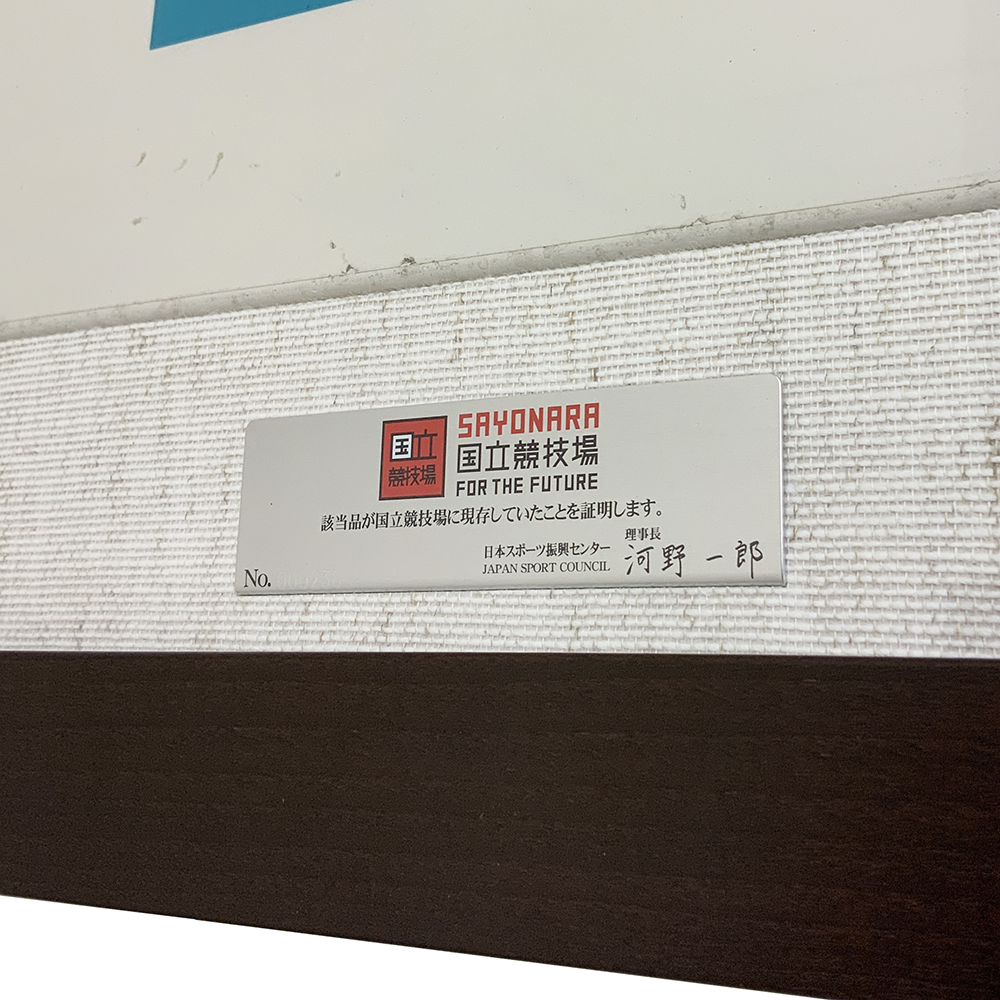 国立
競技場
SAYONARA
国立競技場
FOR THE FUTURE
該当品が国立競技場に現存していたことを証明します。
日本スポーツ振興センター
JAPAN SPORT COUNCIL
理事長
河野 一郎
No.